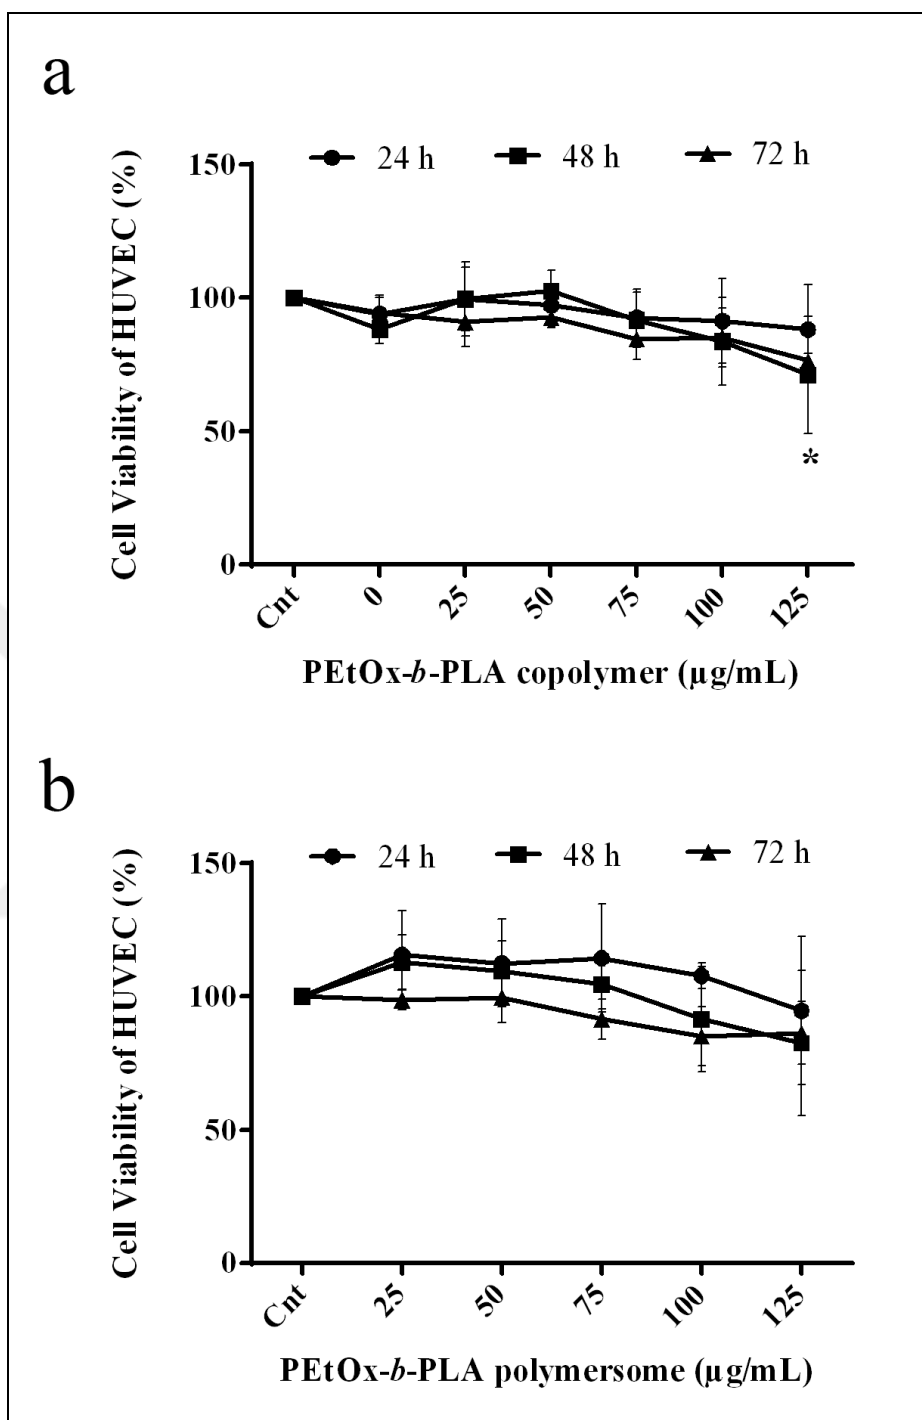 a
24 h 48 h 72 h
Cell Viability of HUVEC (%)
150
100
50
0
Cnt 0 25 50 75 100 125
PEtOx-b-PLA copolymer (µg/mL)
*
b
24 h 48 h 72 h
Cell Viability of HUVEC (%)
150
100
50
0
Cnt 25 50 75 100 125
PEtOx-b-PLA polymersome (µg/mL)